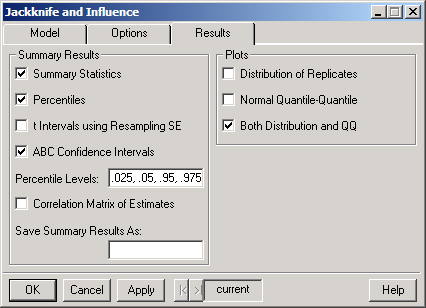 Jackknife and Influence
Model Options Results
Summary Results
Summary Statistics
Percentiles
t Intervals using Resampling SE
ABC Confidence Intervals
Percentile Levels: .025, .05, .95, .975
Correlation Matrix of Estimates
Save Summary Results As:
Plots
Distribution of Replicates
Normal Quantile-Quantile
Both Distribution and QQ
OK Cancel Apply current Help